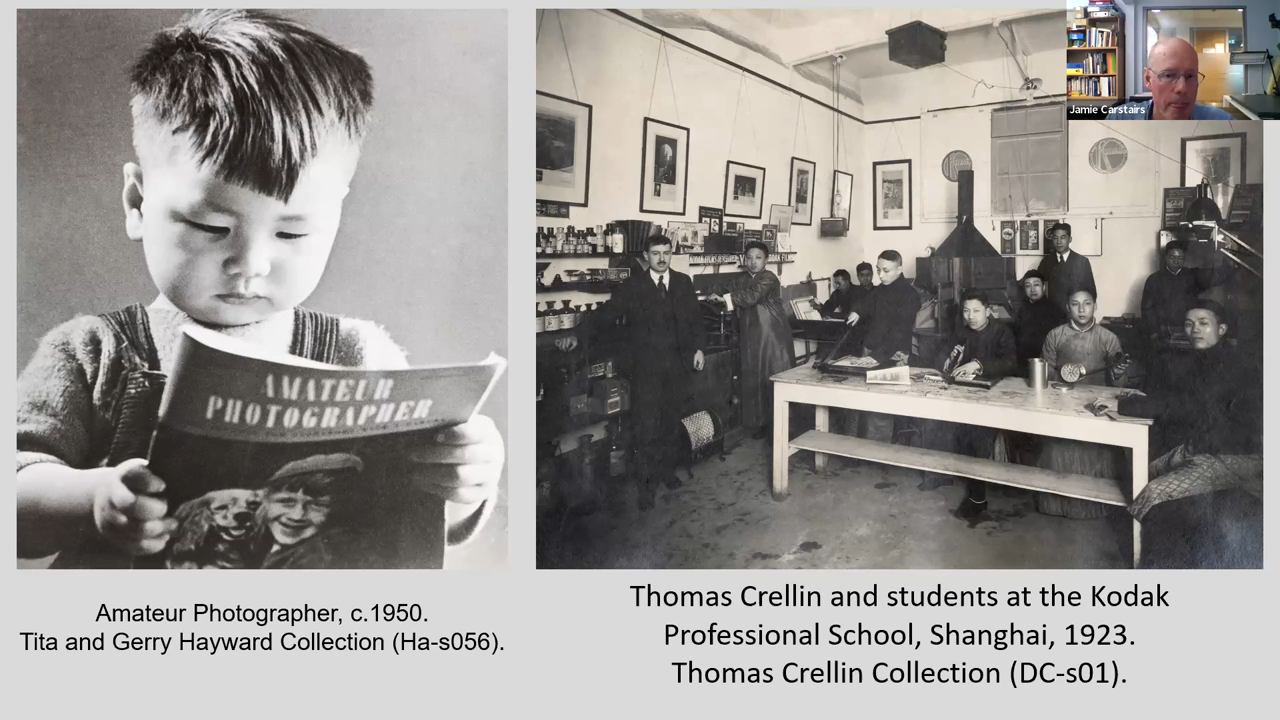 AMATEUR
PHOTOGRAPHER
Kodak
Jamie Carstairs
Amateur Photographer, c.1950.
Tita and Gerry Hayward Collection (Ha-s056).
Thomas Crellin and students at the Kodak
Professional School, Shanghai, 1923.
Thomas Crellin Collection (DC-s01).